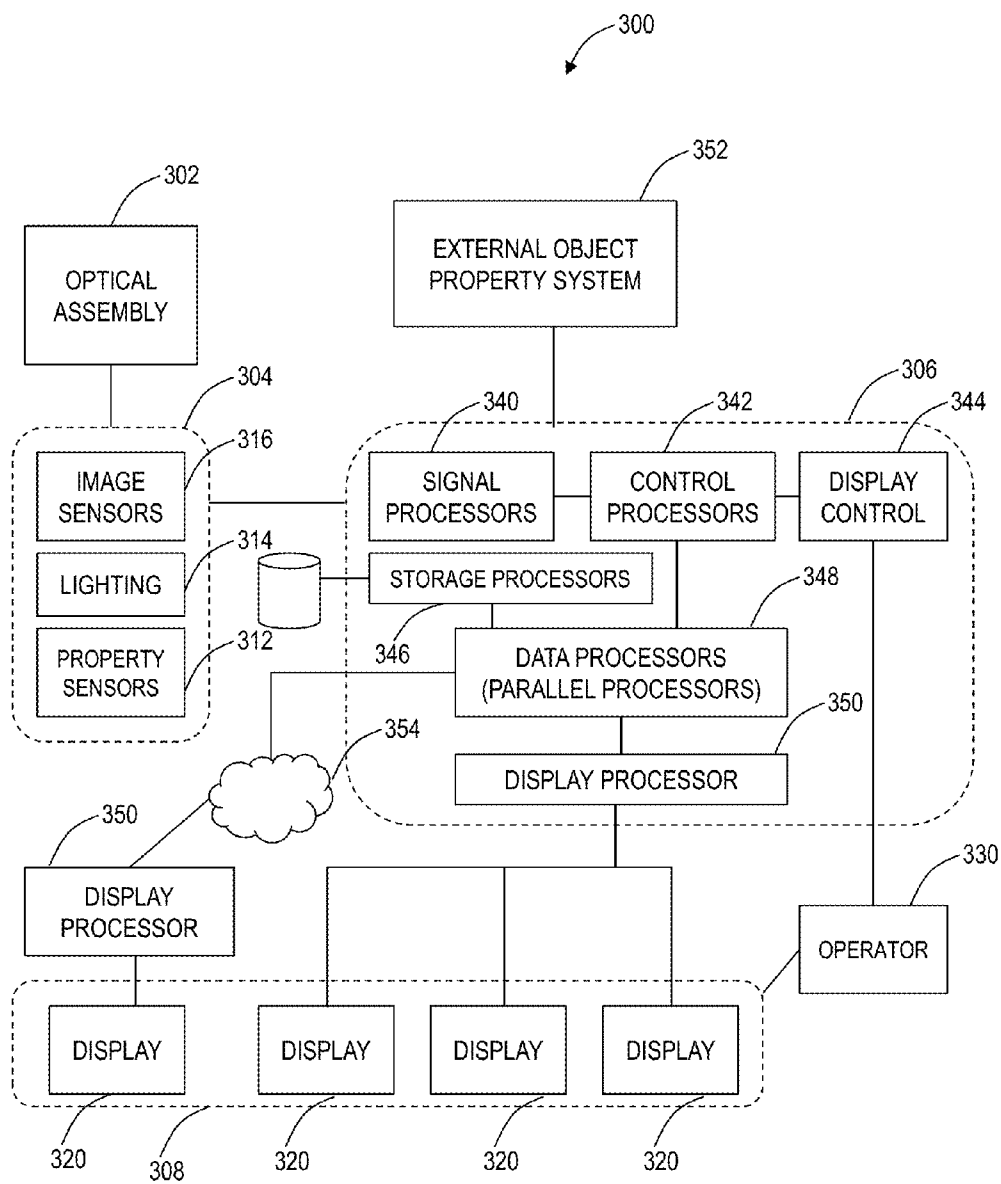 300
352
302
EXTERNAL OBJECT
PROPERTY SYSTEM
OPTICAL
ASSEMBLY
304
306
340
342
344
316
IMAGE
SENSORS
SIGNAL
PROCESSORS
CONTROL
PROCESSORS
DISPLAY
CONTROL
314
LIGHTING
STORAGE PROCESSORS
348
312
PROPERTY
SENSORS
346
DATA PROCESSORS
(PARALLEL PROCESSORS)
350
354
DISPLAY PROCESSOR
350
330
DISPLAY
PROCESSOR
OPERATOR
DISPLAY
DISPLAY
DISPLAY
DISPLAY
320
308
320
320
320